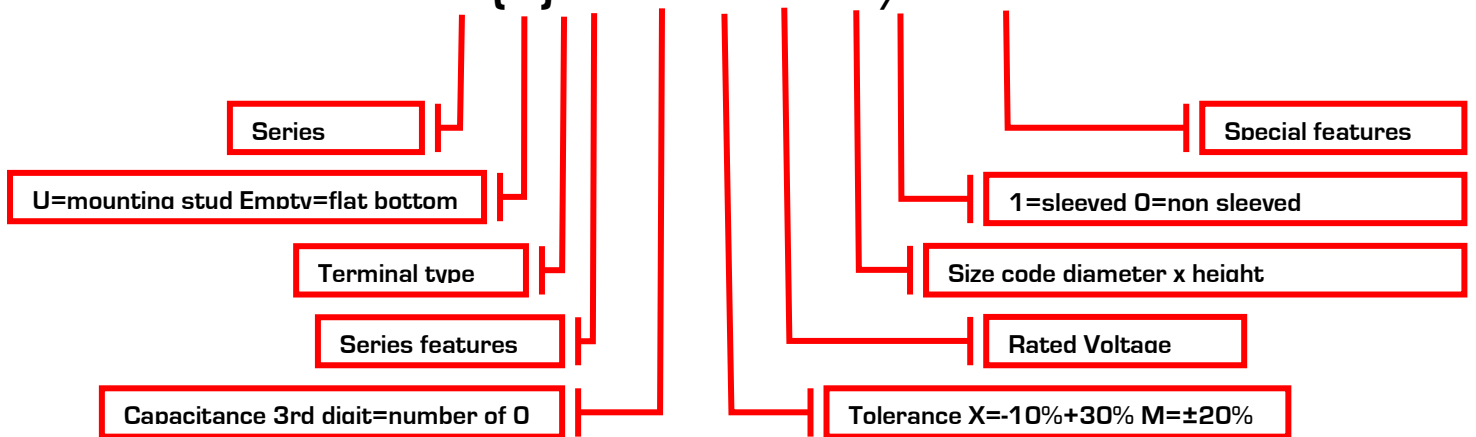 Series
Special features
U=mounting stud Empty=flat bottom
1=sleeved 0=non sleeved
Terminal type
Size code diameter x height
Series features
Rated Voltage
Capacitance 3rd digit=number of 0
Tolerance X=-10%+30% M=±20%